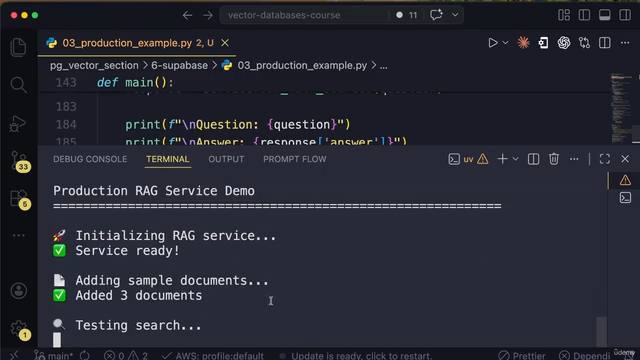 vector-databases-course
11
03_production_example.py 2, U
pg_vector_section > 6-supabase > 03_production_example.py > ...
143 def main():
183
184 print(f"\nQuestion: {question}")
185 print(f"\nAnswer: {response['answer']}")
DEBUG CONSOLE TERMINAL OUTPUT PROMPT FLOW uv
Production RAG Service Demo
============================================================
🚀 Initializing RAG service...
✅ Service ready!
📄 Adding sample documents...
✅ Added 3 documents
🔍 Testing search...
33
5
1
main* AWS: profile:default Update is ready, click to restart. Prettier Dependi
Udemy